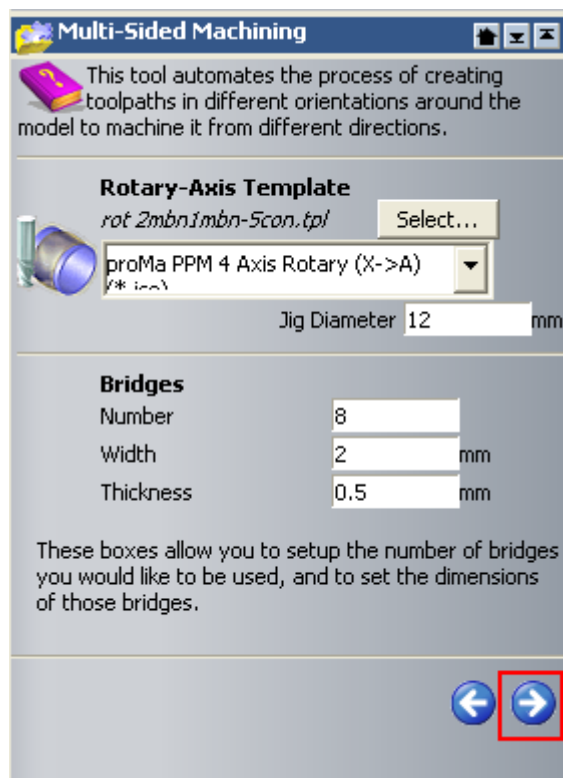 Multi-Sided Machining
This tool automates the process of creating
toolpaths in different orientations around the
model to machine it from different directions.
Rotary-Axis Template
rot 2mbn1mbn-5con.tpl Select...
proMa PPM 4 Axis Rotary (X->A)
Jig Diameter 12 mm
Bridges
Number 8
Width 2 mm
Thickness 0.5 mm
These boxes allow you to setup the number of bridges
you would like to be used, and to set the dimensions
of those bridges.